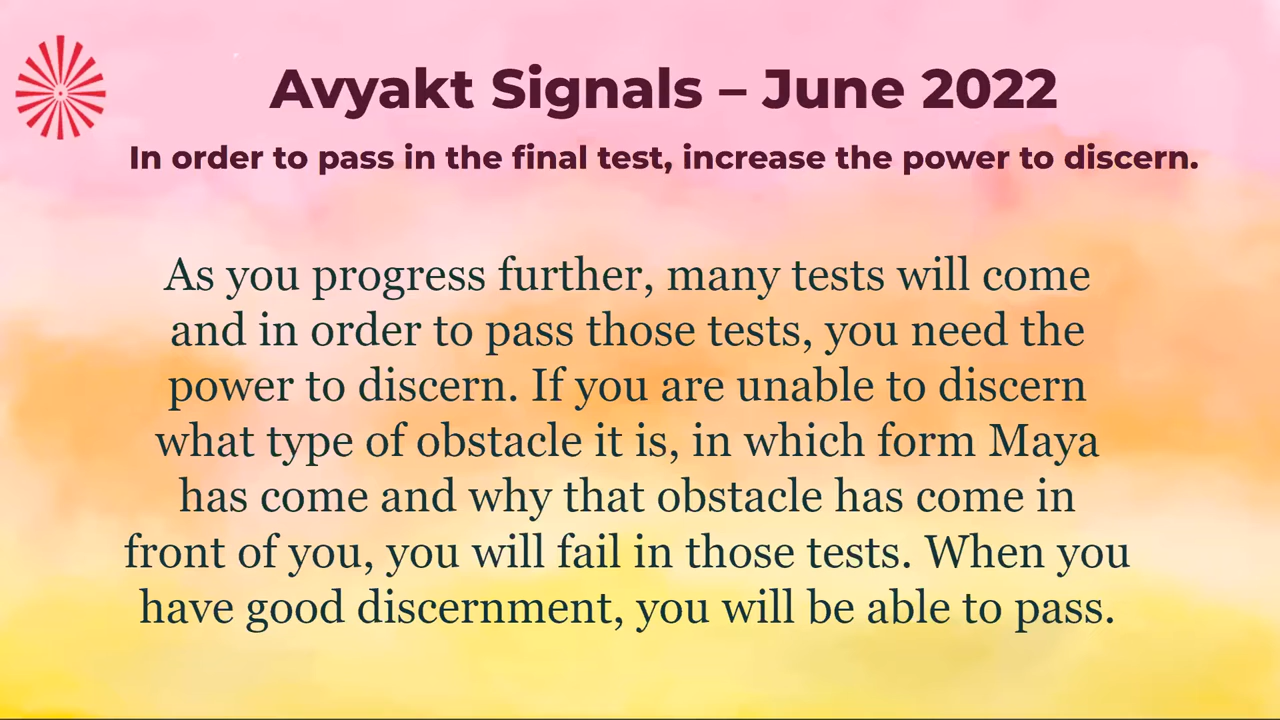 Avyakt Signals – June 2022
In order to pass in the final test, increase the power to discern.
As you progress further, many tests will come
and in order to pass those tests, you need the
power to discern. If you are unable to discern
what type of obstacle it is, in which form Maya
has come and why that obstacle has come in
front of you, you will fail in those tests. When you
have good discernment, you will be able to pass.